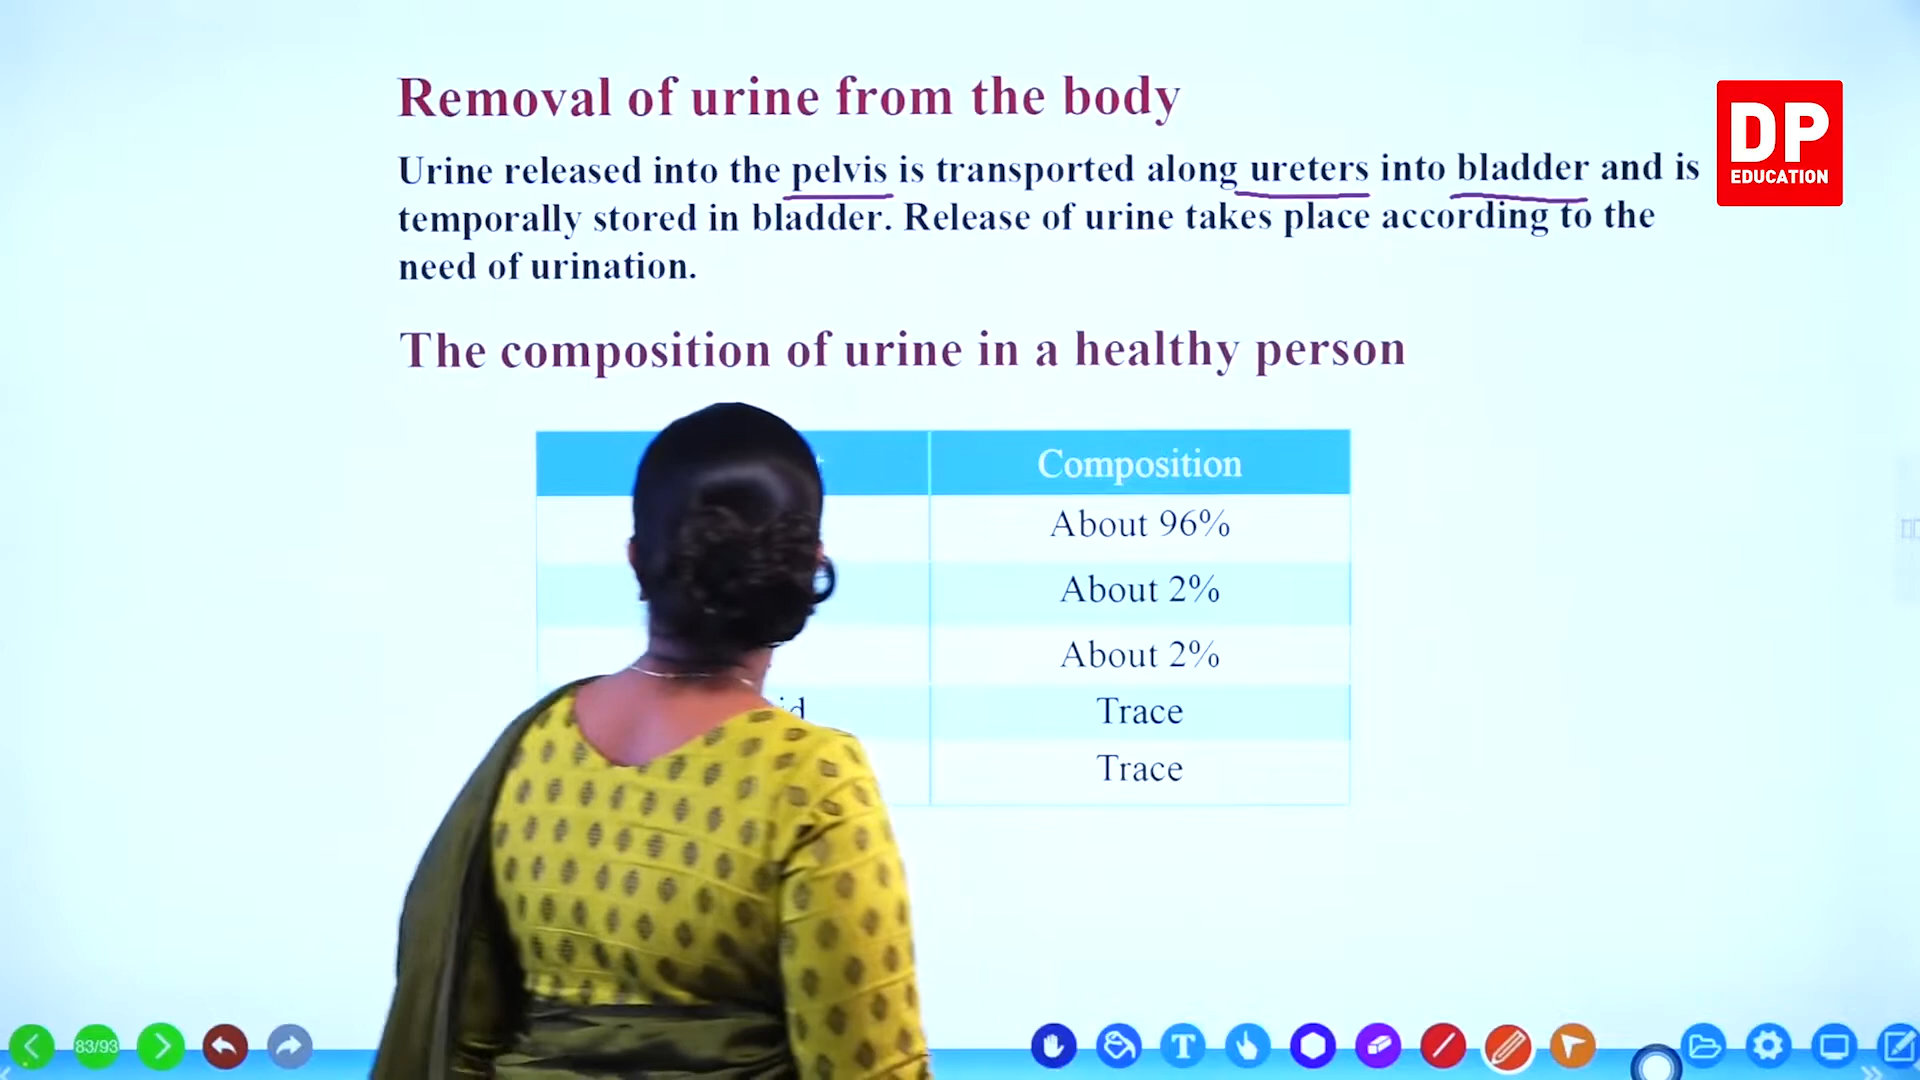 Removal of urine from the body
DP
EDUCATION
Urine released into the pelvis is transported along ureters into bladder and is
temporally stored in bladder. Release of urine takes place according to the
need of urination.
The composition of urine in a healthy person
Composition
About 96%
About 2%
About 2%
Trace
Trace
83/93
T